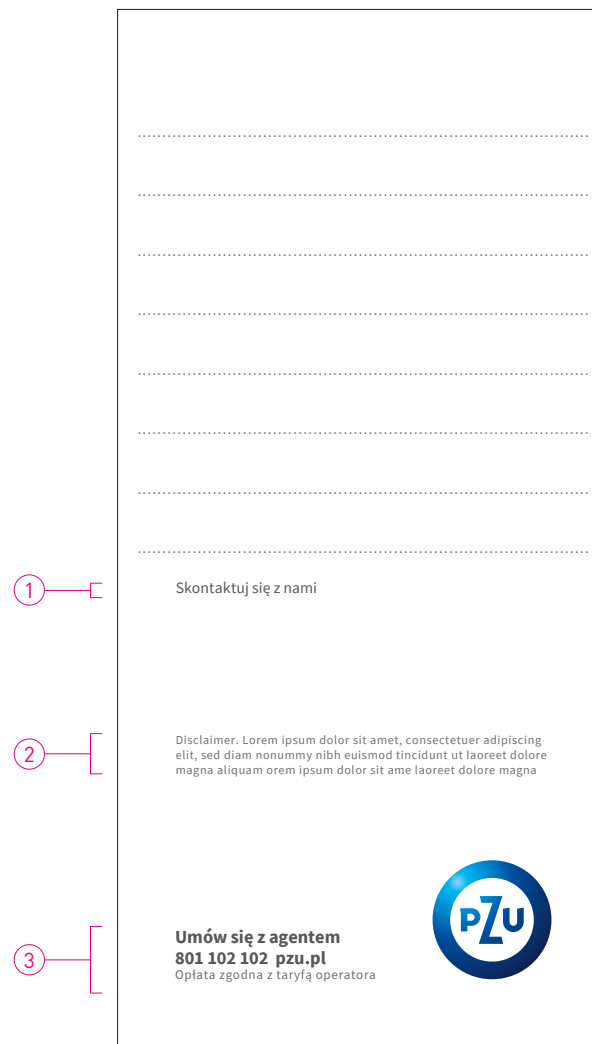 1
Skontaktuj się z nami
2
Disclaimer. Lorem ipsum dolor sit amet, consectetuer adipiscing
elit, sed diam nonummy nibh euismod tincidunt ut laoreet dolore
magna aliquam orem ipsum dolor sit ame laoreet dolore magna
PZU
3
Umów się z agentem
801 102 102 pzu.pl
Opłata zgodna z taryfą operatora